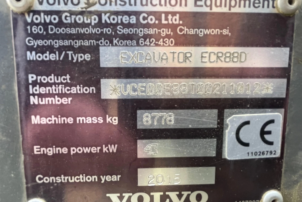 Volvo Construction Equipment
Volvo Group Korea Co., Ltd.
160, Doosanvolvo-ro, Seongsan-gu, Changwon-si,
Gyeongsangnam-do, Korea 642-430
Model / Type EXCAVATOR ECR88D
Product
Identification
Number
Machine mass kg 8778
Engine power kW
Construction year
CE
11036792
VOLVO